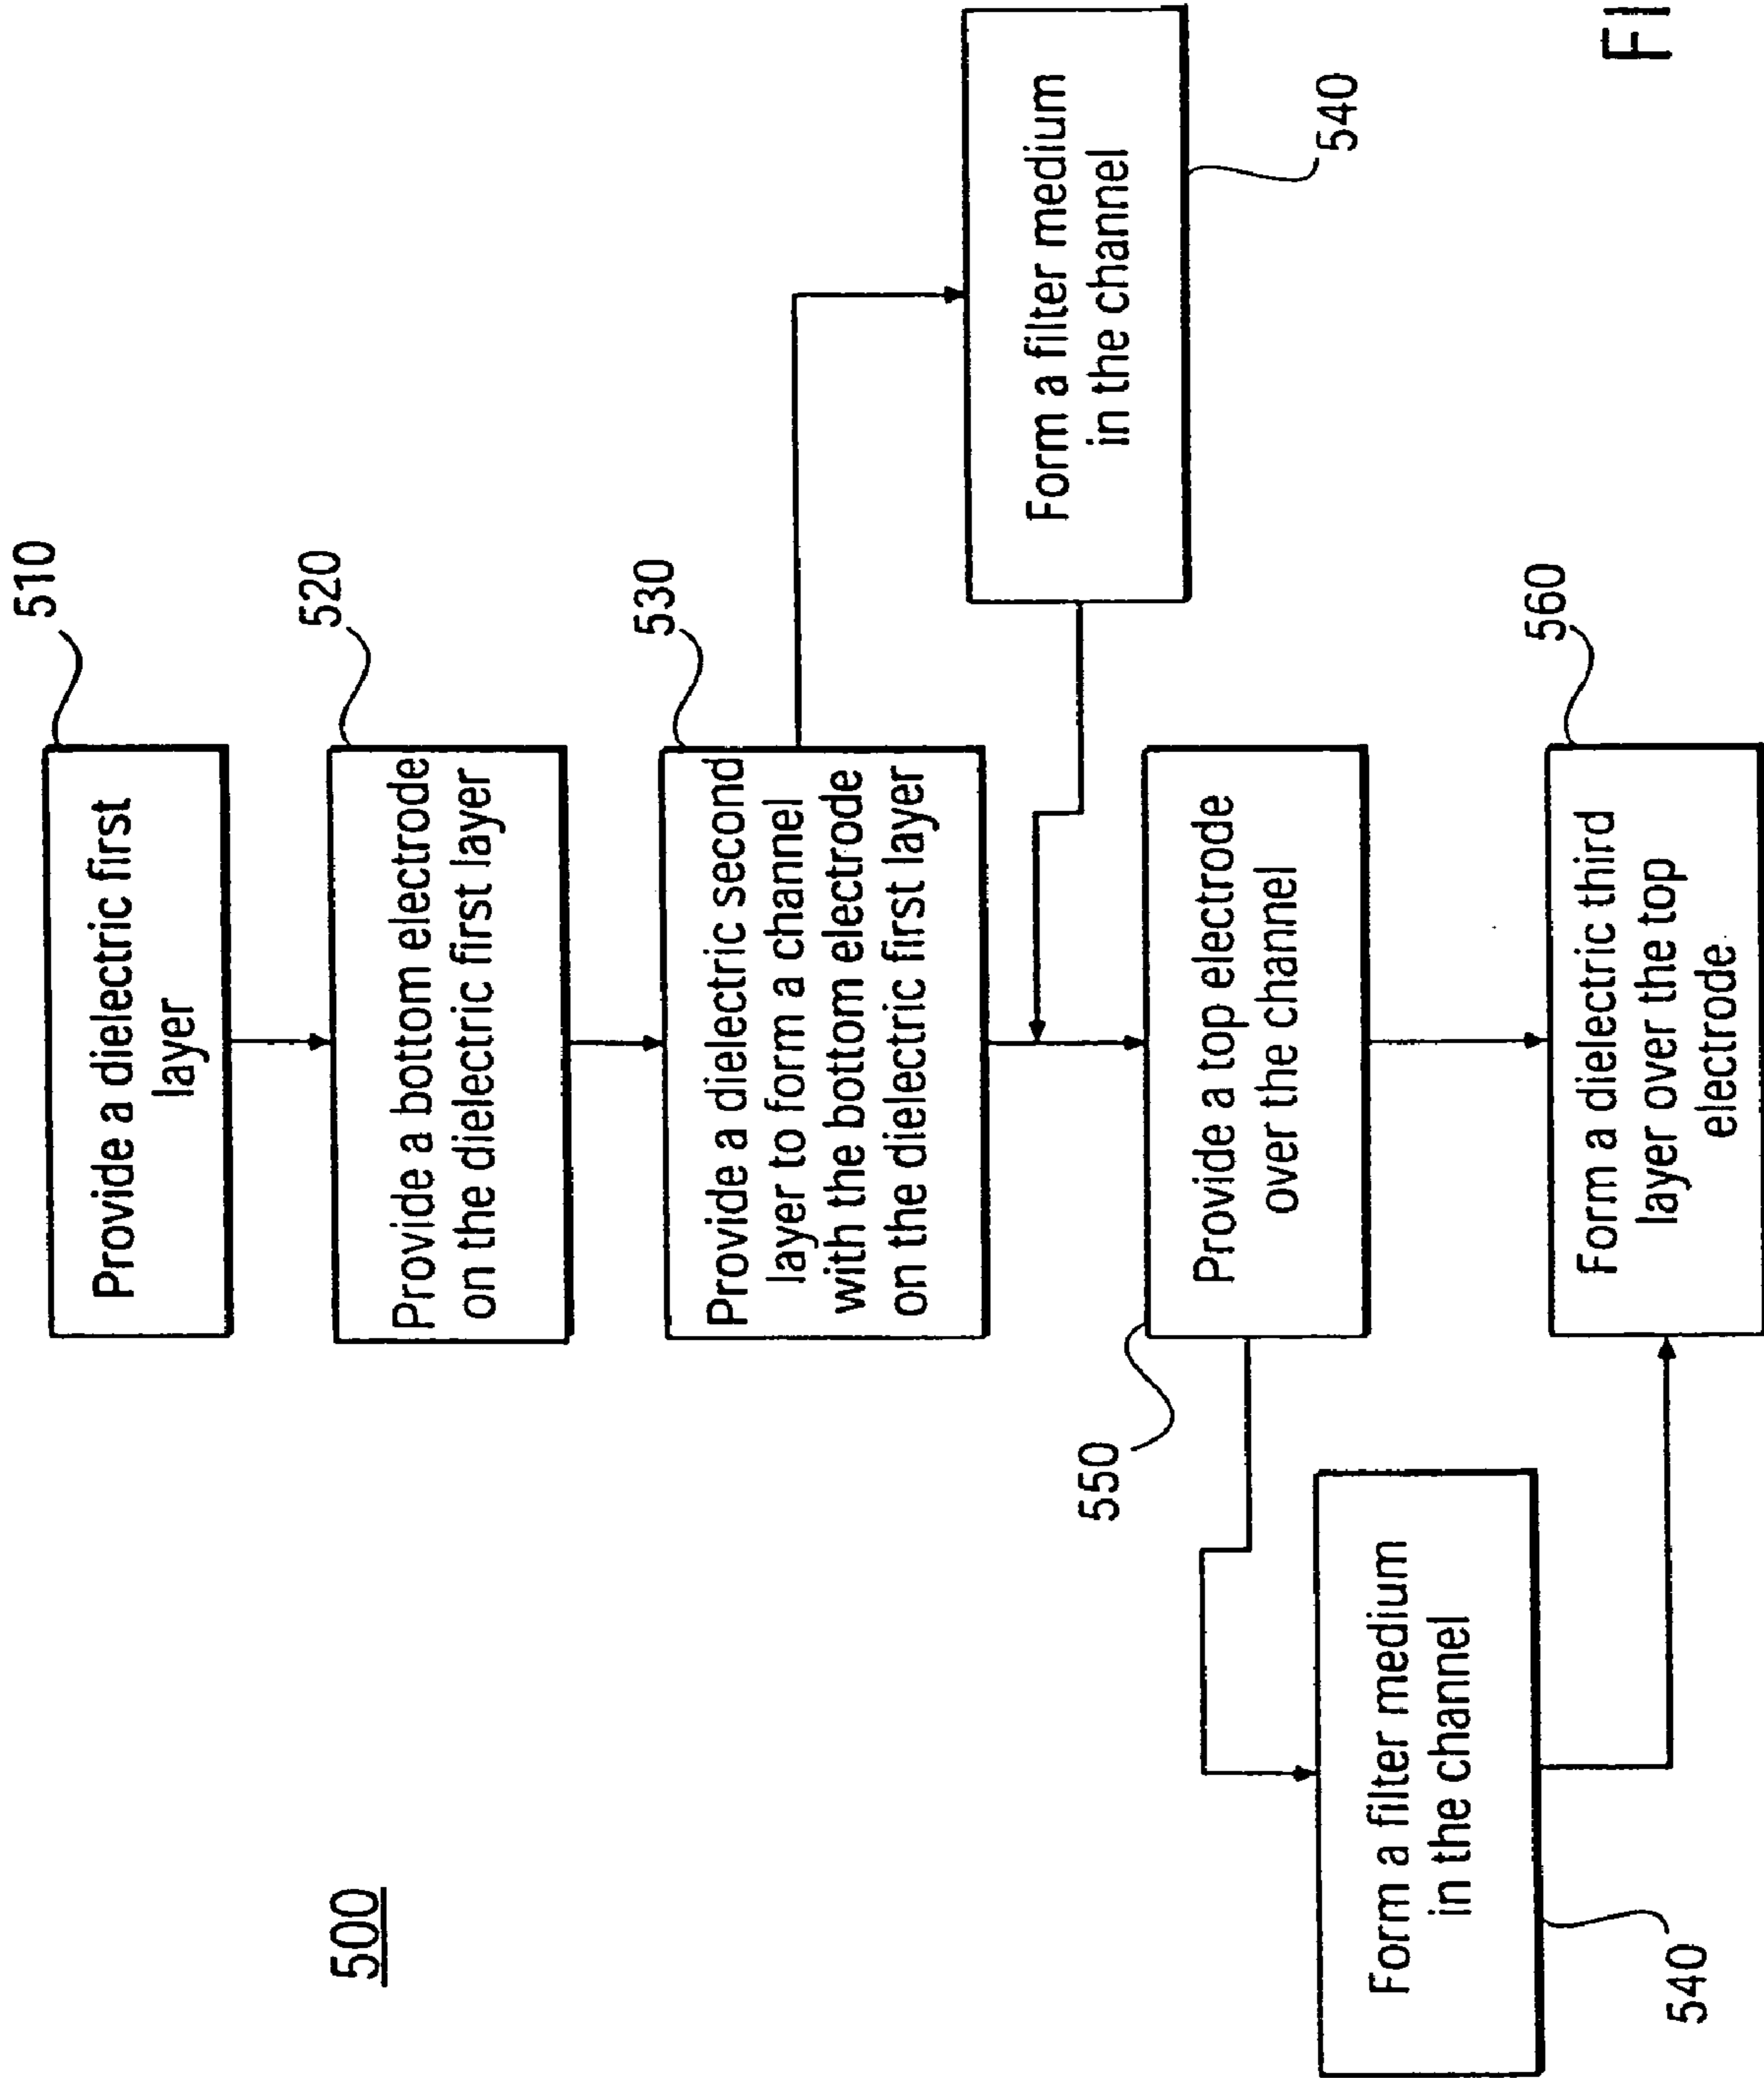 500
510
Provide a dielectric first
layer
520
Provide a bottom electrode
on the dielectric first layer
530
Provide a dielectric second
layer to form a channel
with the bottom electrode
on the dielectric first layer
Form a filter medium
in the channel
540
550
Provide a top electrode
over the channel
Form a filter medium
in the channel
540
560
Form a dielectric third
layer over the top
electrode
FI